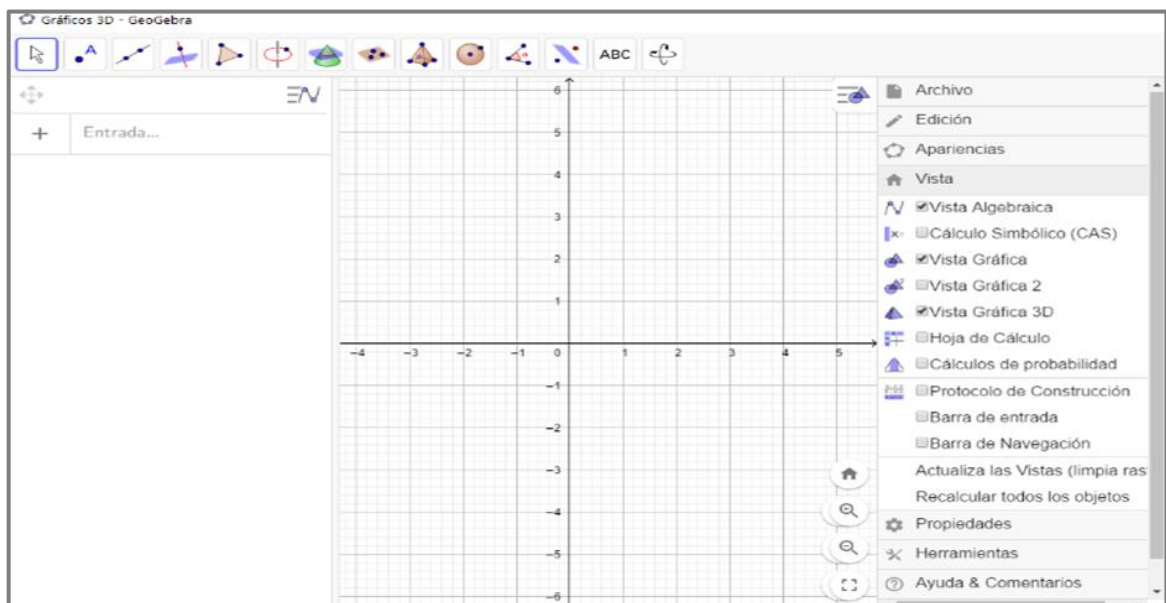 Gráficos 3D - GeoGebra
A
ABC
Entrada...
6
5
4
3
2
1
-4 -3 -2 -1 0 1 2 3 4 5
-1
-2
-3
-4
-5
-6
Archivo
Edición
Apariencias
Vista
Vista Algebraica
Cálculo Simbólico (CAS)
Vista Gráfica
Vista Gráfica 2
Vista Gráfica 3D
Hoja de Cálculo
Cálculos de probabilidad
Protocolo de Construcción
Barra de entrada
Barra de Navegación
Actualiza las Vistas (limpia ras
Recalcular todos los objetos
Propiedades
Herramientas
Ayuda & Comentarios